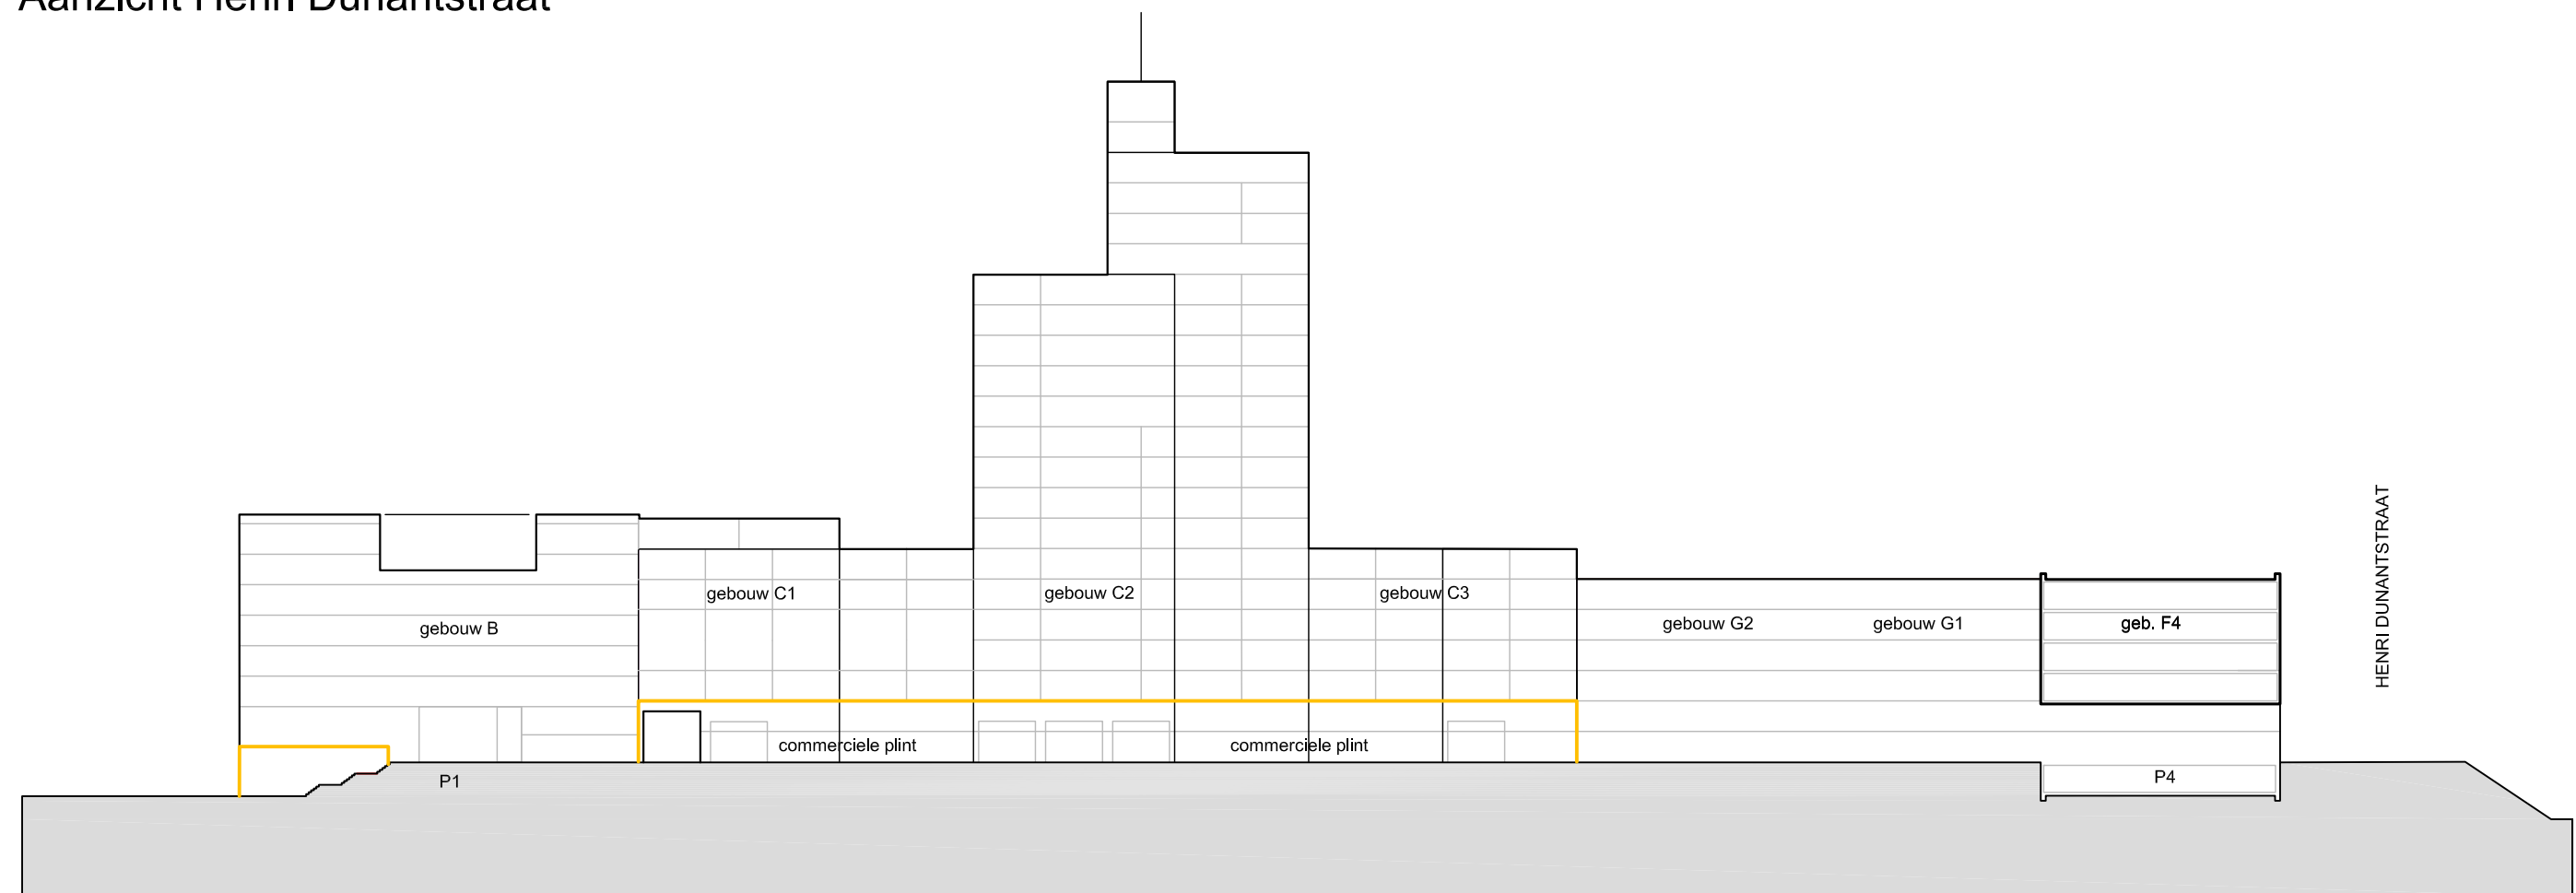 Aanzicht Henri Dunantstraat
gebouw C1
gebouw C2
gebouw C3
gebouw B
gebouw G2
gebouw G1
geb. F4
HENRI DUNANTSTRAAT
commerciele plint
commerciele plint
P1
P4